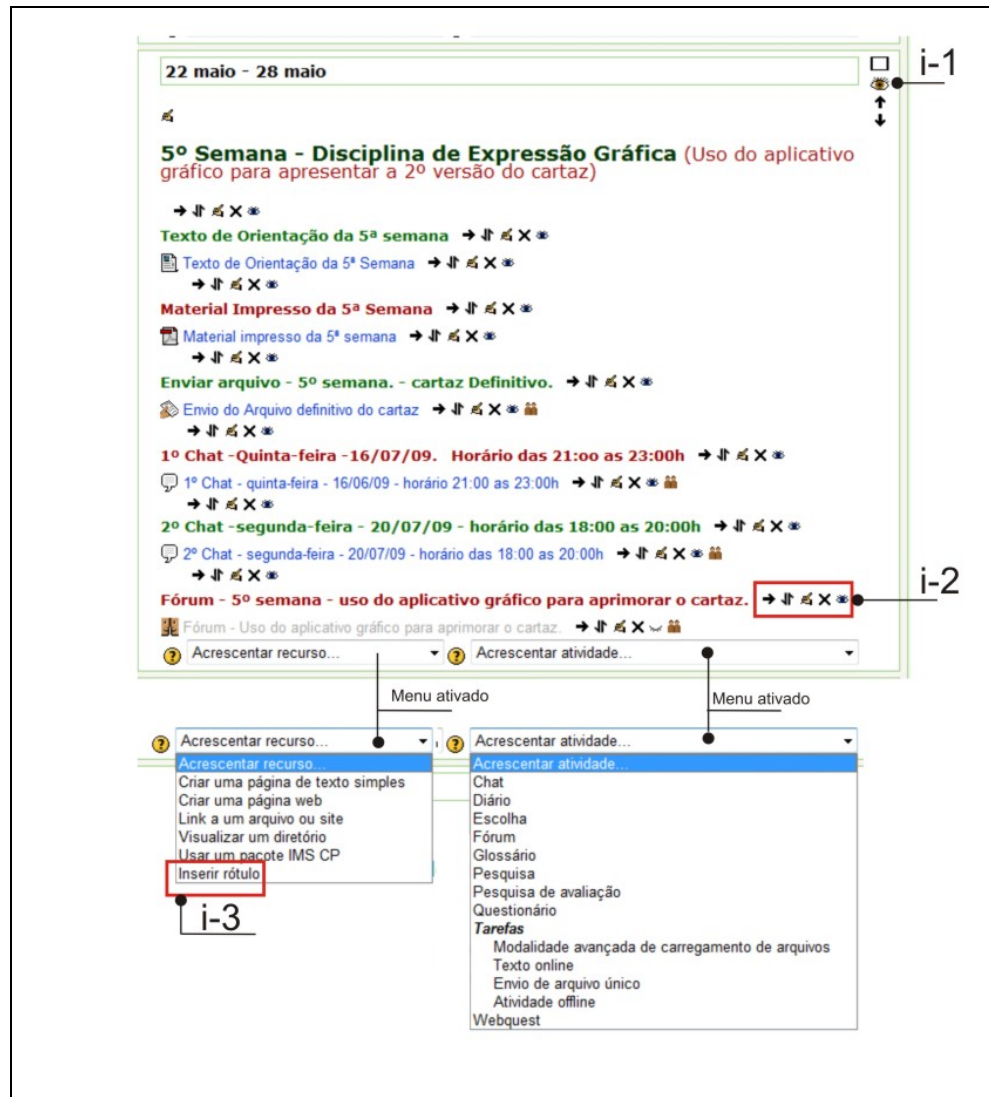 22 maio - 28 maio
i-1
5º Semana - Disciplina de Expressão Gráfica (Uso do aplicativo
gráfico para apresentar a 2º versão do cartaz)
Texto de Orientação da 5ª semana
Texto de Orientação da 5ª Semana
Material Impresso da 5ª Semana
Material impresso da 5ª semana
Enviar arquivo - 5º semana. - cartaz Definitivo.
Envio do Arquivo definitivo do cartaz
1º Chat -Quinta-feira -16/07/09. Horário das 21:oo as 23:00h
1º Chat - quinta-feira - 16/06/09 - horário 21:00 as 23:00h
2º Chat -segunda-feira - 20/07/09 - horário das 18:00 as 20:00h
2º Chat - segunda-feira - 20/07/09 - horário das 18:00 as 20:00h
i-2
Fórum - 5º semana - uso do aplicativo gráfico para aprimorar o cartaz.
Fórum - Uso do aplicativo gráfico para aprimorar o cartaz.
? Acrescentar recurso... ? Acrescentar atividade...
Menu ativado Menu ativado
? Acrescentar recurso... ? Acrescentar atividade...
Acrescentar recurso...
Criar uma página de texto simples
Criar uma página web
Link a um arquivo ou site
Visualizar um diretório
Usar um pacote IMS CP
Inserir rótulo
i-3
Acrescentar atividade...
Chat
Diário
Escolha
Fórum
Glossário
Pesquisa
Pesquisa de avaliação
Questionário
Tarefas
Modalidade avançada de carregamento de arquivos
Texto online
Envio de arquivo único
Atividade offline
Webquest